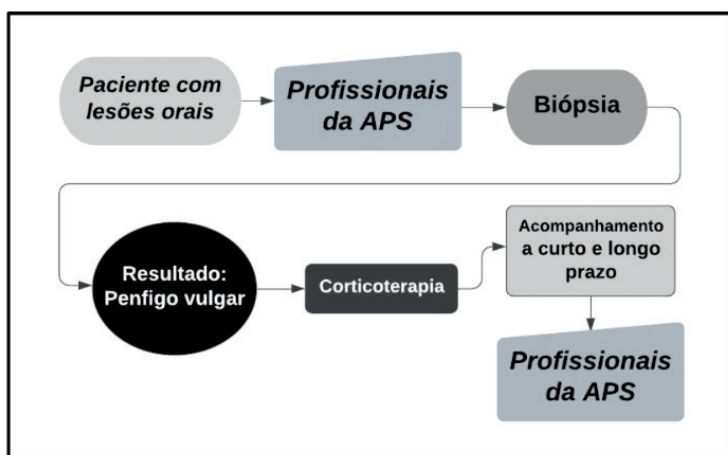 Paciente com
lesões orais
Profissionais
da APS
Biópsia
Resultado:
Penfigo vulgar
Corticoterapia
Acompanhamento
a curto e longo
prazo
Profissionais
da APS